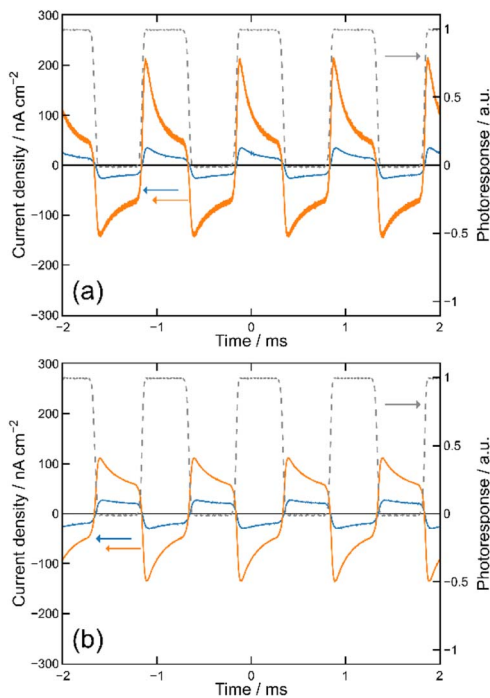 300
200
100
0
-100
-200
-300
Current density / nA cm⁻²
1
0.5
0
-0.5
-1
Photoresponse / a.u.
(a)
-2 -1 0 1 2
Time / ms
300
200
100
0
-100
-200
-300
Current density / nA cm⁻²
1
0.5
0
-0.5
-1
Photoresponse / a.u.
(b)
-2 -1 0 1 2
Time / ms